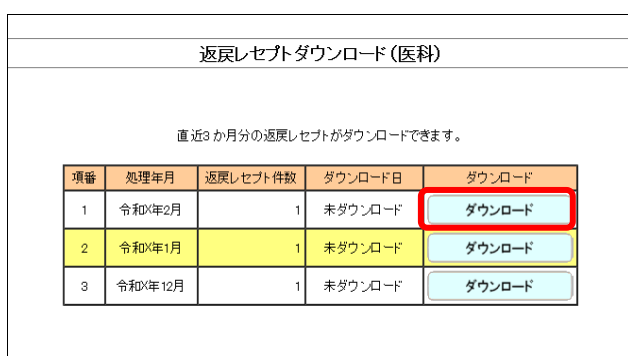 返戻レセプトダウンロード(医科)
直近3か月分の返戻レセプトがダウンロードできます。
項番 処理年月 返戻レセプト件数 ダウンロード日 ダウンロード
1 令和X年2月 1 未ダウンロード ダウンロード
2 令和X年1月 1 未ダウンロード ダウンロード
3 令和X年12月 1 未ダウンロード ダウンロード